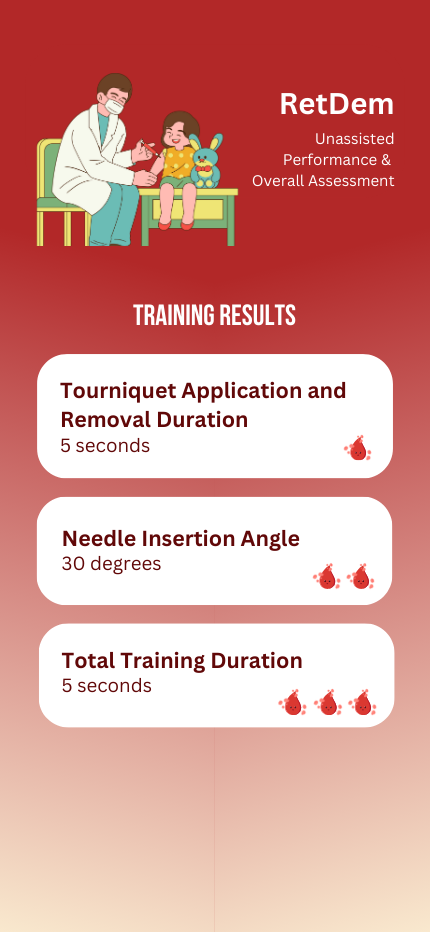 RetDem
Unassisted
Performance &
Overall Assessment
TRAINING RESULTS
Tourniquet Application and
Removal Duration
5 seconds
Needle Insertion Angle
30 degrees
Total Training Duration
5 seconds